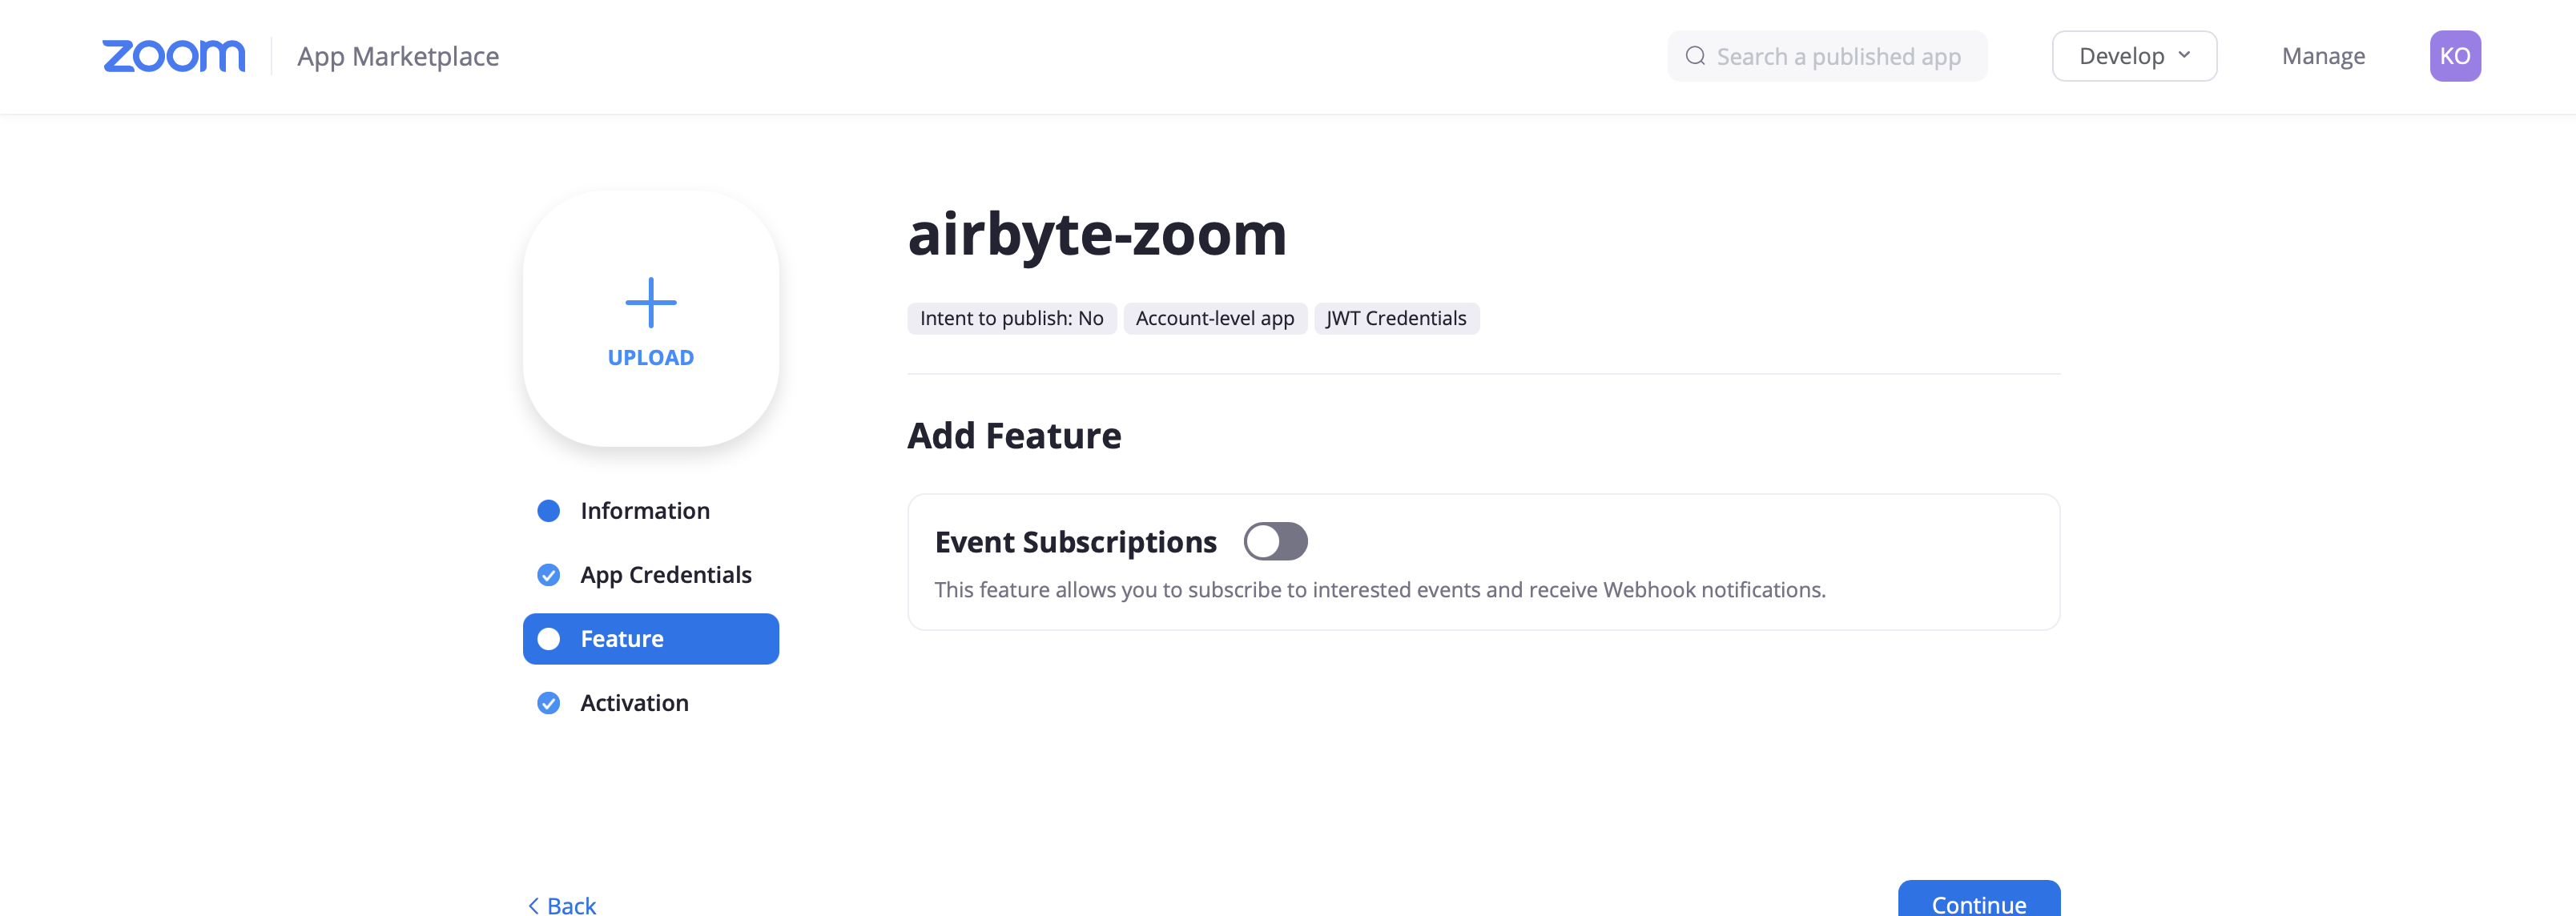 zoom
App Marketplace
Search a published app
Develop
Manage
KO
UPLOAD
airbyte-zoom
Intent to publish: No
Account-level app
JWT Credentials
Add Feature
Event Subscriptions
This feature allows you to subscribe to interested events and receive Webhook notifications.
Information
App Credentials
Feature
Activation
Back
Continue